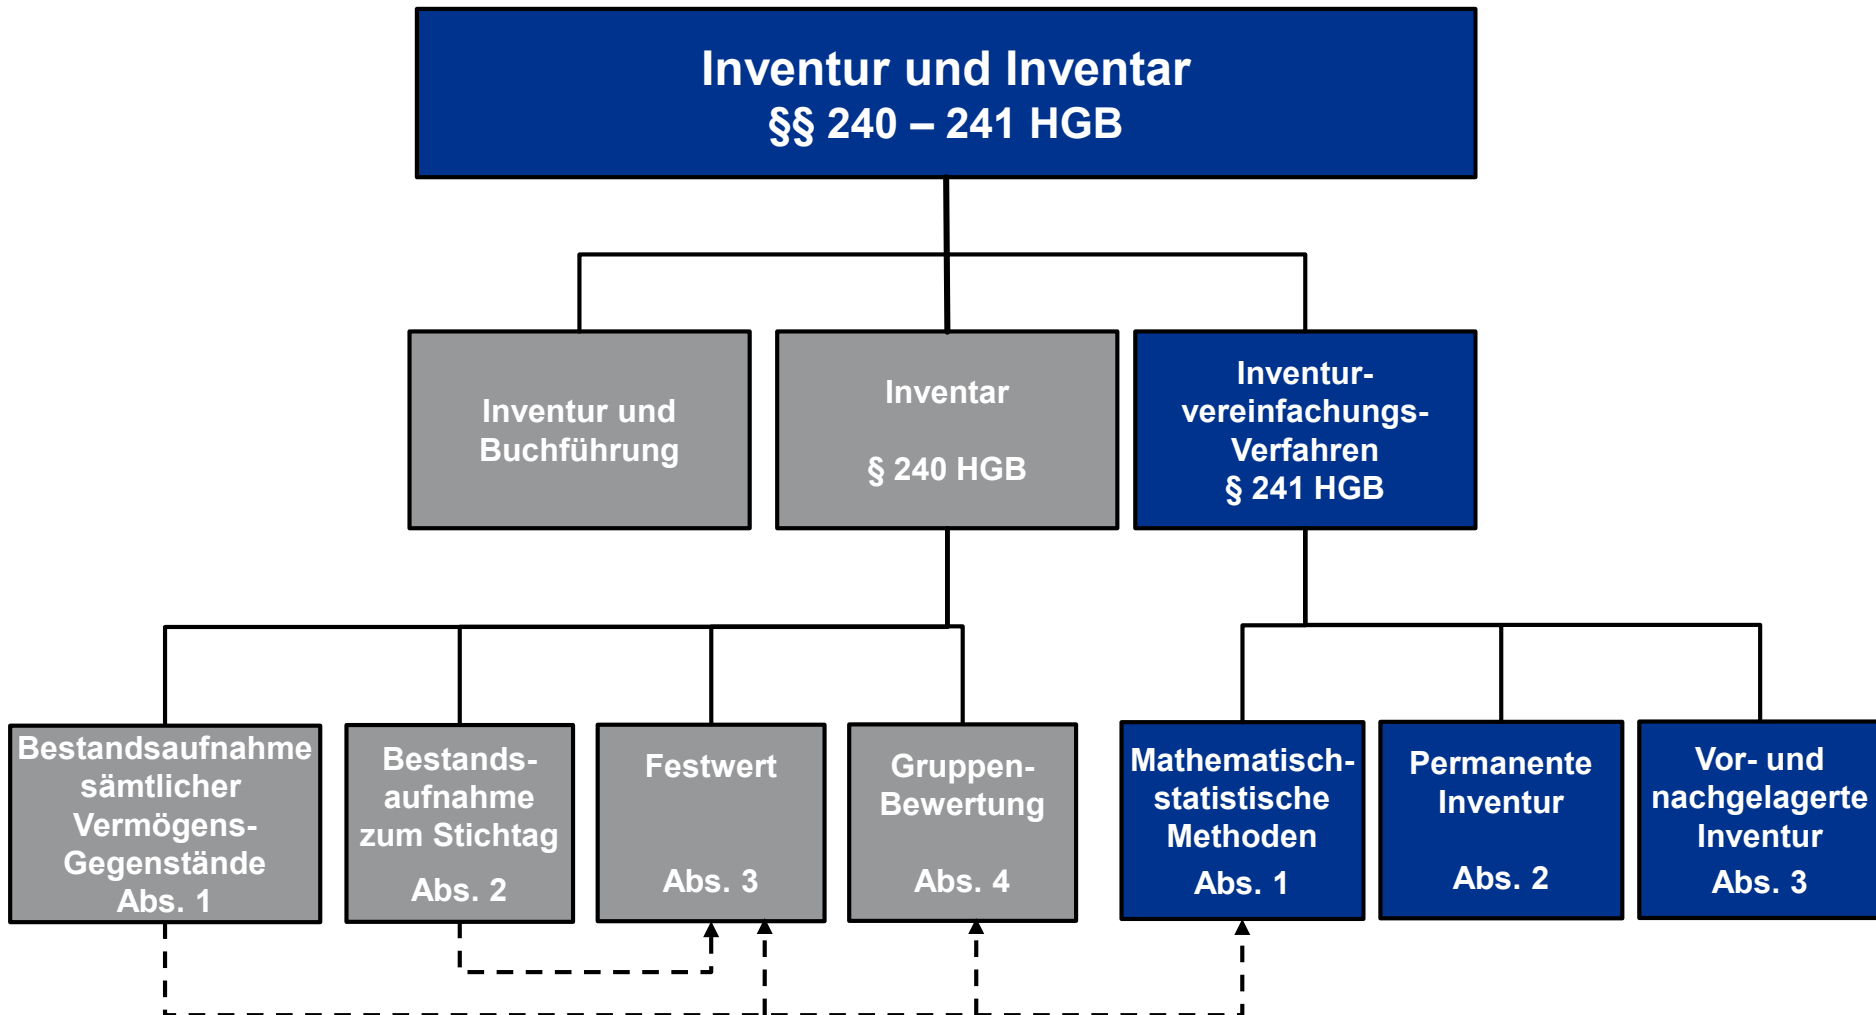 Inventur und Inventar
§§ 240 – 241 HGB
Inventur und
Buchführung
Inventar
§ 240 HGB
Inventur-
vereinfachungs-
Verfahren
§ 241 HGB
Bestandsaufnahme
sämtlicher
Vermögens-
Gegenstände
Abs. 1
Bestands-
aufnahme
zum Stichtag
Abs. 2
Festwert
Abs. 3
Gruppen-
Bewertung
Abs. 4
Mathematisch-
statistische
Methoden
Abs. 1
Permanente
Inventur
Abs. 2
Vor- und
nachgelagerte
Inventur
Abs. 3